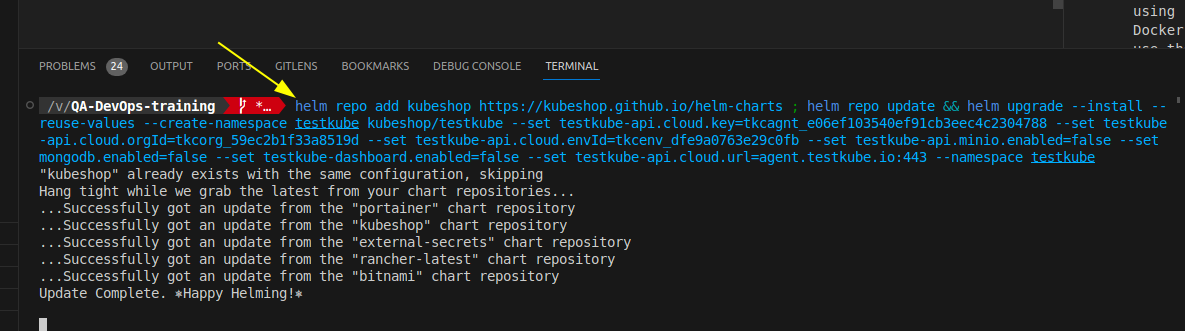 using
Docker
PROBLEMS 24 OUTPUT PORTS GITLENS BOOKMARKS DEBUG CONSOLE TERMINAL
/v/QA-DevOps-training *… helm repo add kubeshop https://kubeshop.github.io/helm-charts ; helm repo update && helm upgrade --install --
reuse-values --create-namespace testkube kubeshop/testkube --set testkube-api.cloud.key=tkcagnt_e06ef103540ef91cb3eec4c2304788 --set testkube
-api.cloud.orgId=tkcorg_59ec2b1f33a8519d --set testkube-api.cloud.envId=tkcenv_dfe9a0763e29c0fb --set testkube-api.minio.enabled=false --set
mongodb.enabled=false --set testkube-dashboard.enabled=false --set testkube-api.cloud.url=agent.testkube.io:443 --namespace testkube
"kubeshop" already exists with the same configuration, skipping
Hang tight while we grab the latest from your chart repositories...
...Successfully got an update from the "portainer" chart repository
...Successfully got an update from the "kubeshop" chart repository
...Successfully got an update from the "external-secrets" chart repository
...Successfully got an update from the "rancher-latest" chart repository
...Successfully got an update from the "bitnami" chart repository
Update Complete. ⎈Happy Helming!⎈